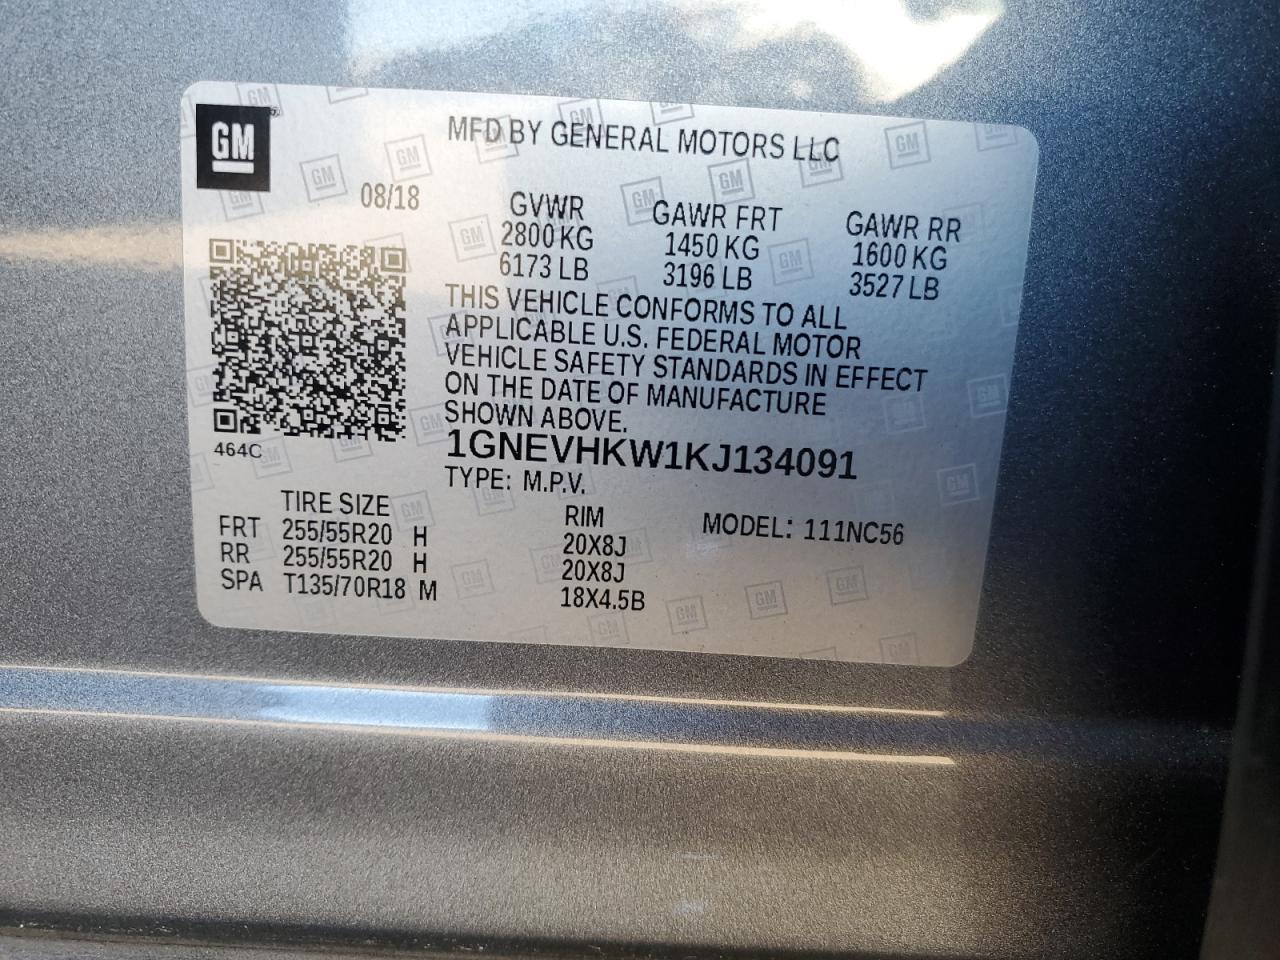 GM
MFD BY GENERAL MOTORS LLC
08/18
GVWR GAWR FRT GAWR RR
2800 KG 1450 KG 1600 KG
6173 LB 3196 LB 3527 LB
THIS VEHICLE CONFORMS TO ALL
APPLICABLE U.S. FEDERAL MOTOR
VEHICLE SAFETY STANDARDS IN EFFECT
ON THE DATE OF MANUFACTURE
SHOWN ABOVE.
464C
1GNEVHKW1KJ134091
TYPE: M.P.V.
TIRE SIZE RIM MODEL: 111NC56
FRT 255/55R20 H 20X8J
RR 255/55R20 H 20X8J
SPA T135/70R18 M 18X4.5B